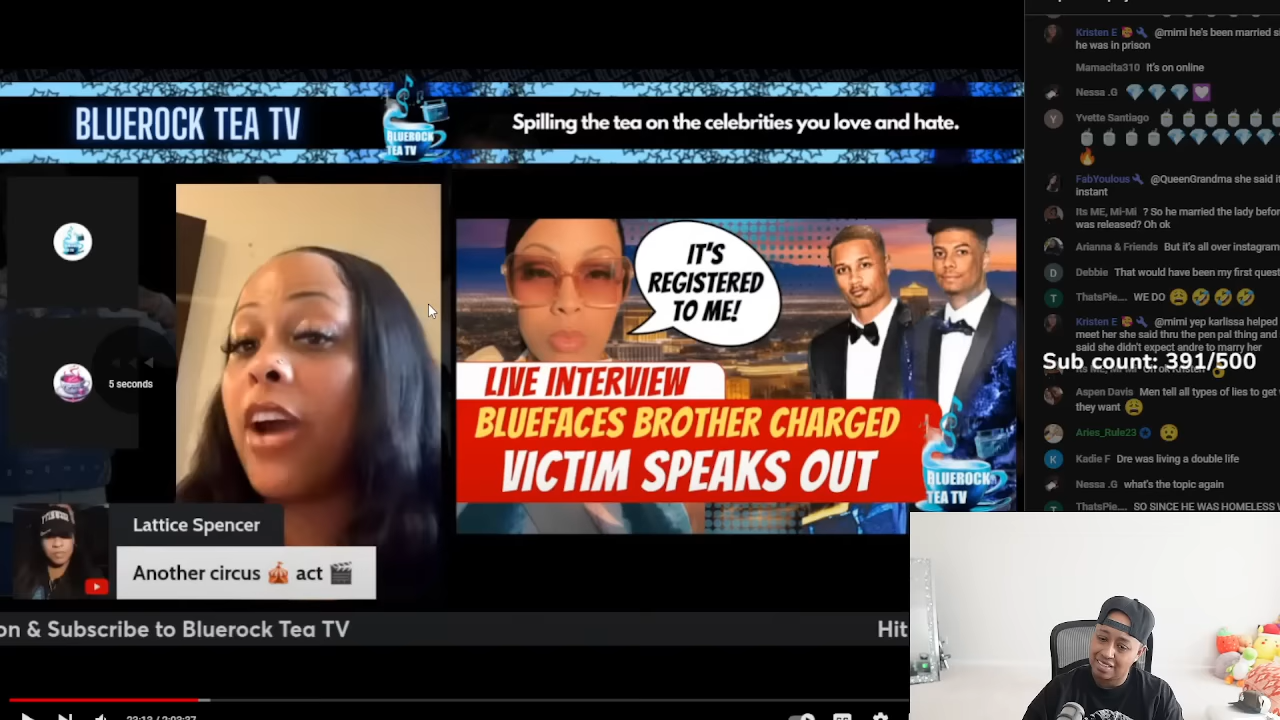 BLUEROCK TEA TV
BLUEROCK
TEA TV
Spilling the tea on the celebrities you love and hate.
5 seconds
IT'S
REGISTERED
TO ME!
LIVE INTERVIEW
BLUEFACES BROTHER CHARGED
VICTIM SPEAKS OUT
BLUEROCK
TEA TV
Lattice Spencer
Another circus 🎪 act 🎬
on & Subscribe to Bluerock Tea TV
Hit
Kristen E @mimi he's been married
he was in prison
Mamacita310 It's on online
Nessa .G 💎 💎 💎 💟
Yvette Santiago
FabYoulous @QueenGrandma she said
instant
Its ME, Mi-Mi ? So he married the lady
was released? Oh ok
Arianna & Friends But it's all over
Debbie That would have been my first
ThatsPie.... WE DO 😩 🤣 🤣 🤣
Kristen E @mimi yep karlissa helped
meet her she said thru the pen pal thing and
said she didn't expect andre to marry her
Sub count: 391/500
Aspen Davis Men tell all types of lies to get
they want 😩
Aries_Rule23 😧
Kadie F Dre was living a double life
Nessa .G what's the topic again
ThatsPie.... SO SINCE HE WAS HOMELESS